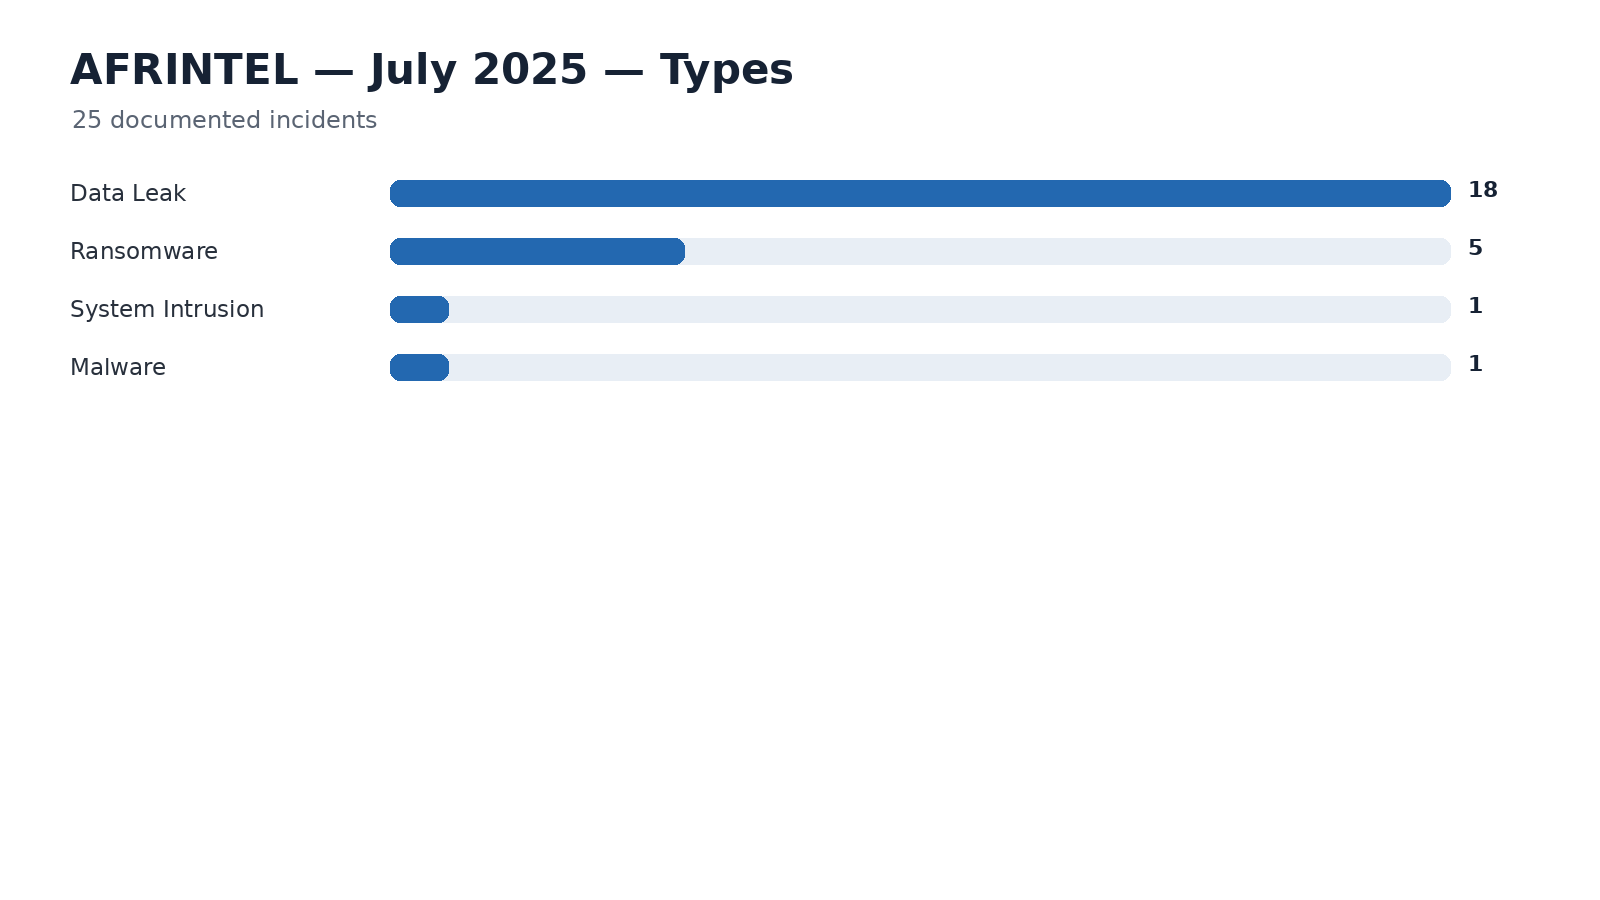 AFRINTEL — July 2025 — Types
25 documented incidents
Data Leak 18
Ransomware 5
System Intrusion 1
Malware 1